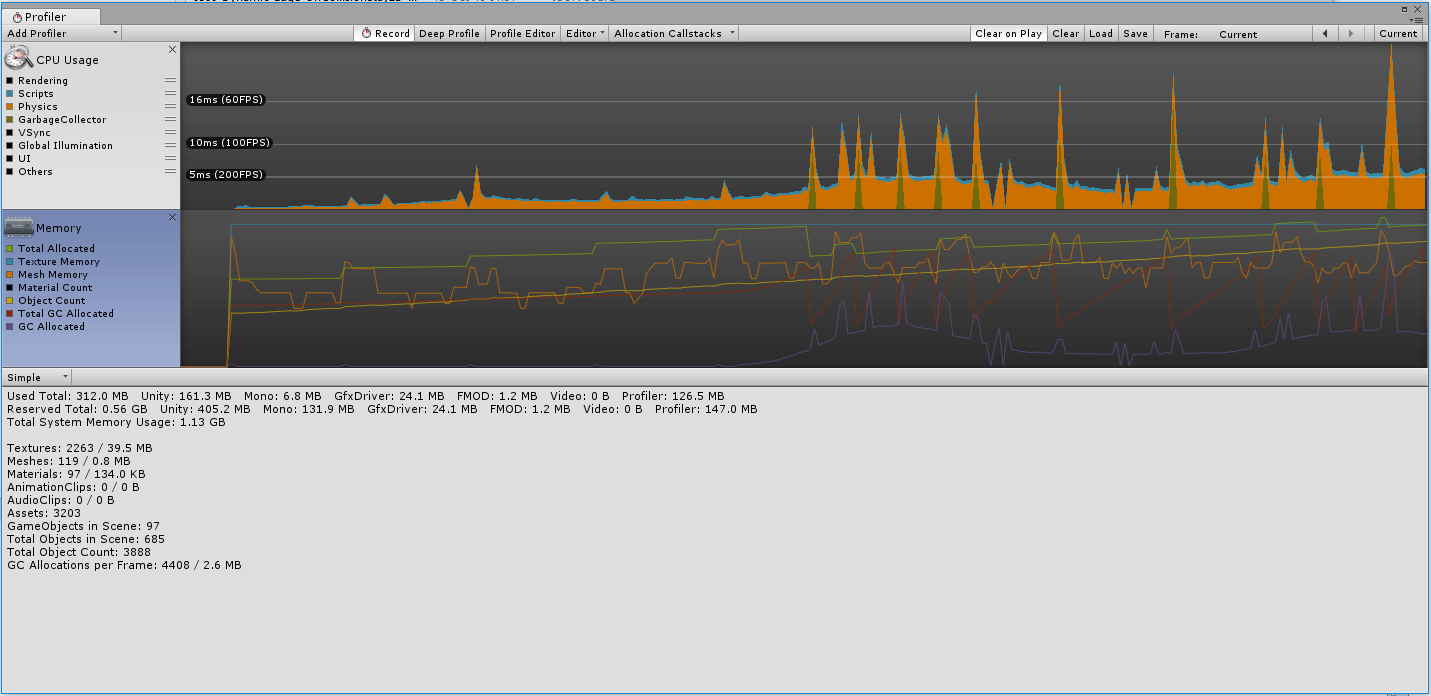 Profiler
Add Profiler
Record
Deep Profile
Profile Editor
Editor
Allocation Callstacks
Clear on Play
Clear
Load
Save
Frame:
Current
Current
CPU Usage
Rendering
Scripts
Physics
GarbageCollector
VSync
Global Illumination
UI
Others
16ms (60FPS)
10ms (100FPS)
5ms (200FPS)
Memory
Total Allocated
Texture Memory
Mesh Memory
Material Count
Object Count
Total GC Allocated
GC Allocated
Simple
Used Total: 312.0 MB Unity: 161.3 MB Mono: 6.8 MB GfxDriver: 24.1 MB FMOD: 1.2 MB Video: 0 B Profiler: 126.5 MB
Reserved Total: 0.56 GB Unity: 405.2 MB Mono: 131.9 MB GfxDriver: 24.1 MB FMOD: 1.2 MB Video: 0 B Profiler: 147.0 MB
Total System Memory Usage: 1.13 GB
Textures: 2263 / 39.5 MB
Meshes: 119 / 0.8 MB
Materials: 97 / 134.0 KB
AnimationClips: 0 / 0 B
AudioClips: 0 / 0 B
Assets: 3203
GameObjects in Scene: 97
Total Objects in Scene: 685
Total Object Count: 3888
GC Allocations per Frame: 4408 / 2.6 MB